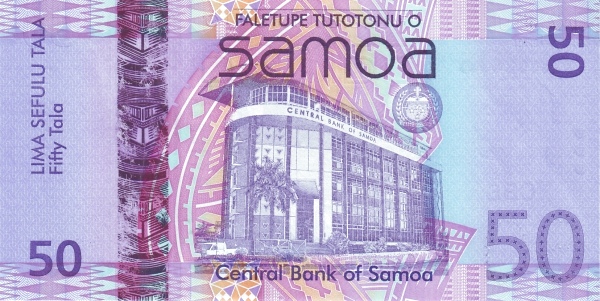 FALETUPE TUTOTONU O
samoa
50
LIMA SEFULU TALA
Fifty Tala
CENTRAL BANK OF SAMOA
50
50
Central Bank of Samoa